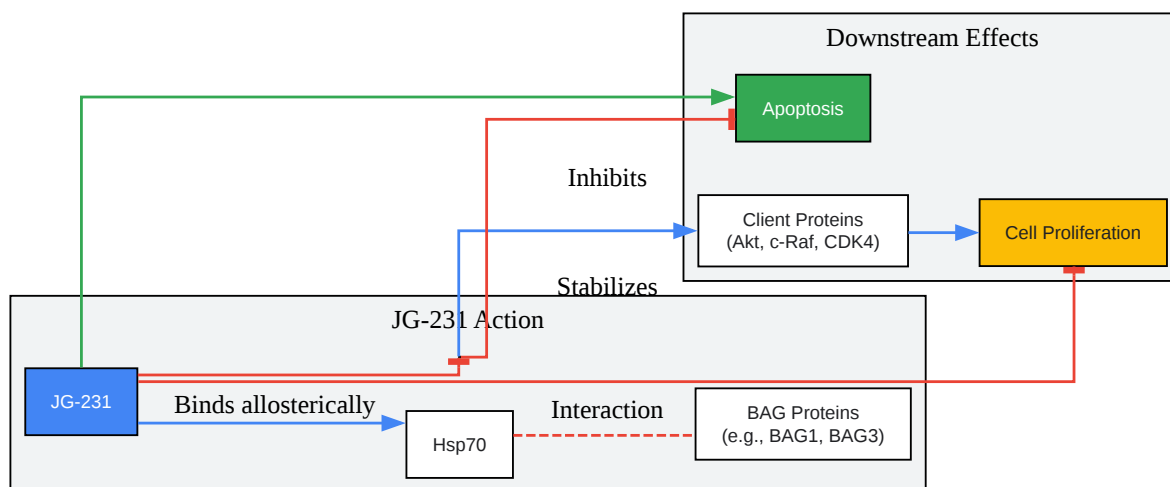 Downstream Effects
Apoptosis
Inhibits
Client Proteins
(Akt, c-Raf, CDK4)
Cell Proliferation
Stabilizes
JG-231 Action
JG-231
Binds allosterically
Hsp70
Interaction
BAG Proteins
(e.g., BAG1, BAG3)